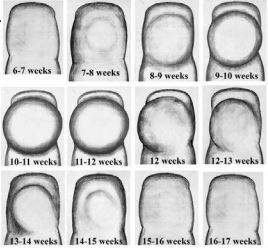 6-7 weeks
7-8 weeks
8-9 weeks
9-10 weeks
10-11 weeks
11-12 weeks
12 weeks
12-13 weeks
13-14 weeks
14-15 weeks
15-16 weeks
16-17 weeks